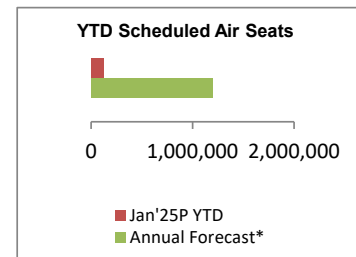 YTD Scheduled Air Seats
0 1,000,000 2,000,000
Jan'25P YTD
Annual Forecast*